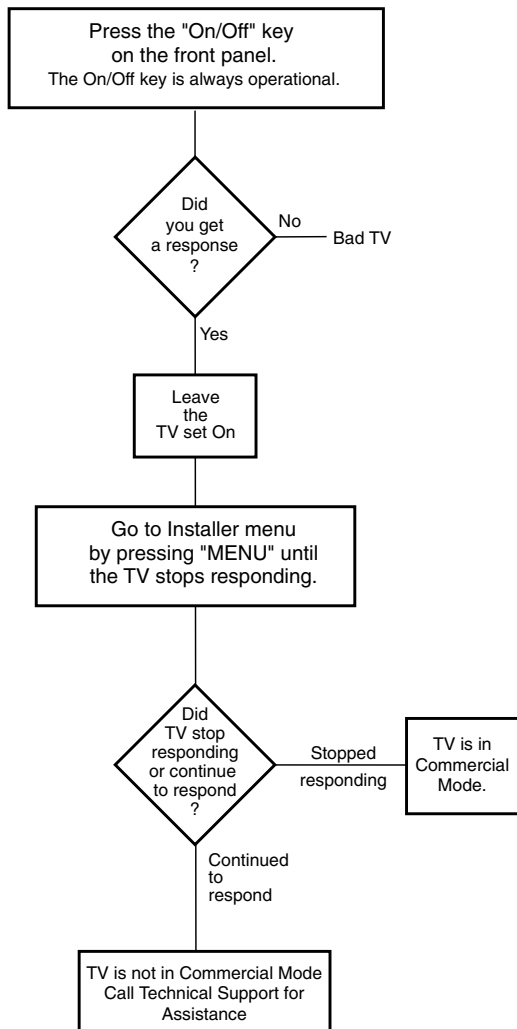 Press the "On/Off" key
on the front panel.
The On/Off key is always operational.
Did
you get
a response
?
No
Bad TV
Yes
Leave
the
TV set On
Go to Installer menu
by pressing "MENU" until
the TV stops responding.
Did
TV stop
responding
or continue
to respond
?
Stopped
responding
TV is in
Commercial
Mode.
Continued
to
respond
TV is not in Commercial Mode
Call Technical Support for
Assistance